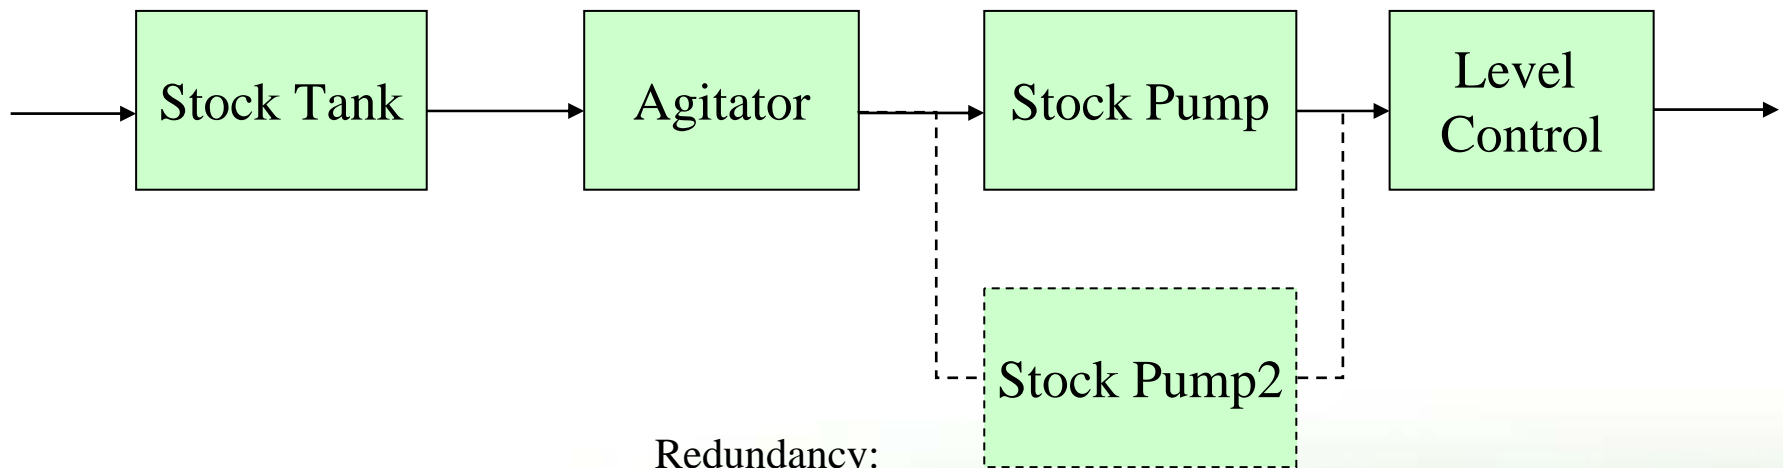 Stock Tank
Agitator
Stock Pump
Level
Control
Stock Pump2
Redundancy: